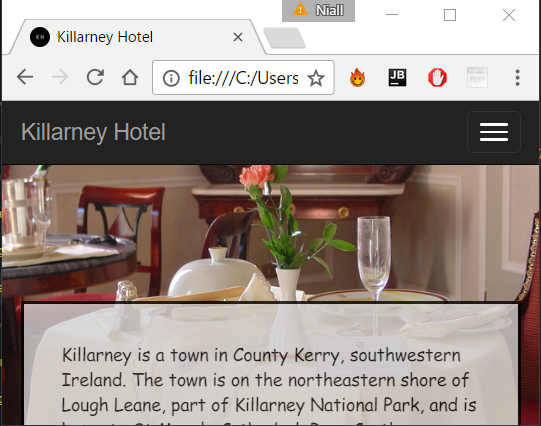 Niall
KH
Killarney Hotel
file:///C:/Users
JB
Killarney Hotel
Killarney is a town in County Kerry, southwestern
Ireland. The town is on the northeastern shore of
Lough Leane, part of Killarney National Park, and is